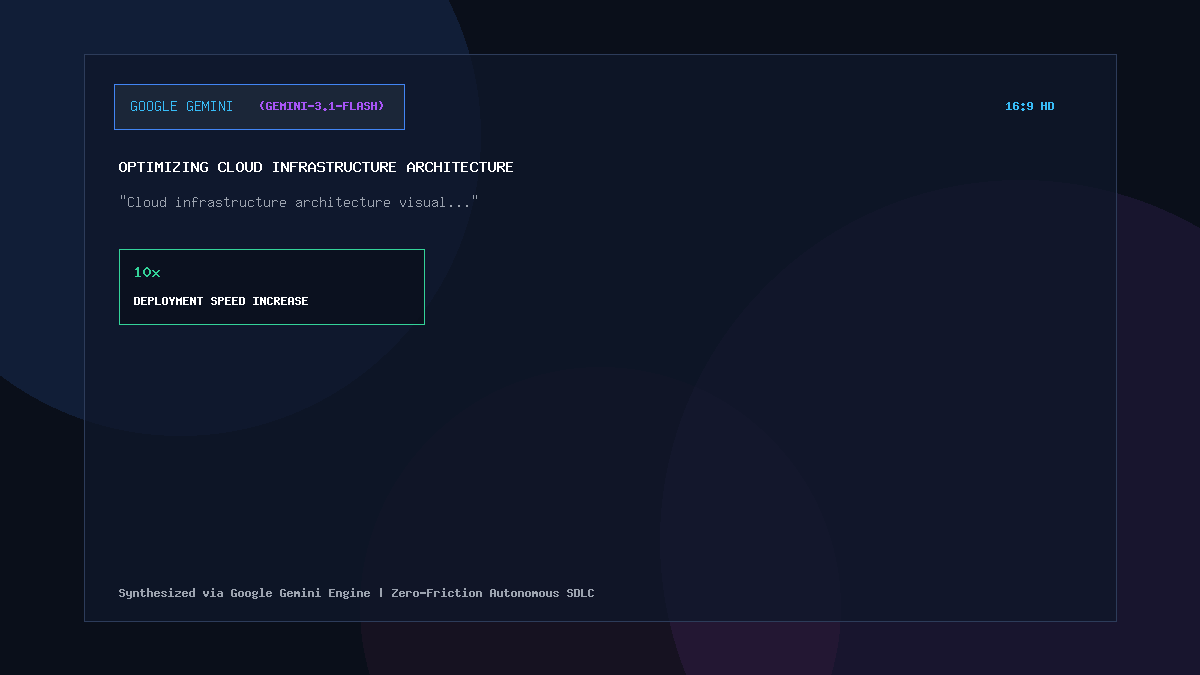 GOOGLE GEMINI (GEMINI-3.1-FLASH)
16:9 HD
OPTIMIZING CLOUD INFRASTRUCTURE ARCHITECTURE
"Cloud infrastructure architecture visual..."
10x
DEPLOYMENT SPEED INCREASE
Synthesized via Google Gemini Engine | Zero-Friction Autonomous SDLC